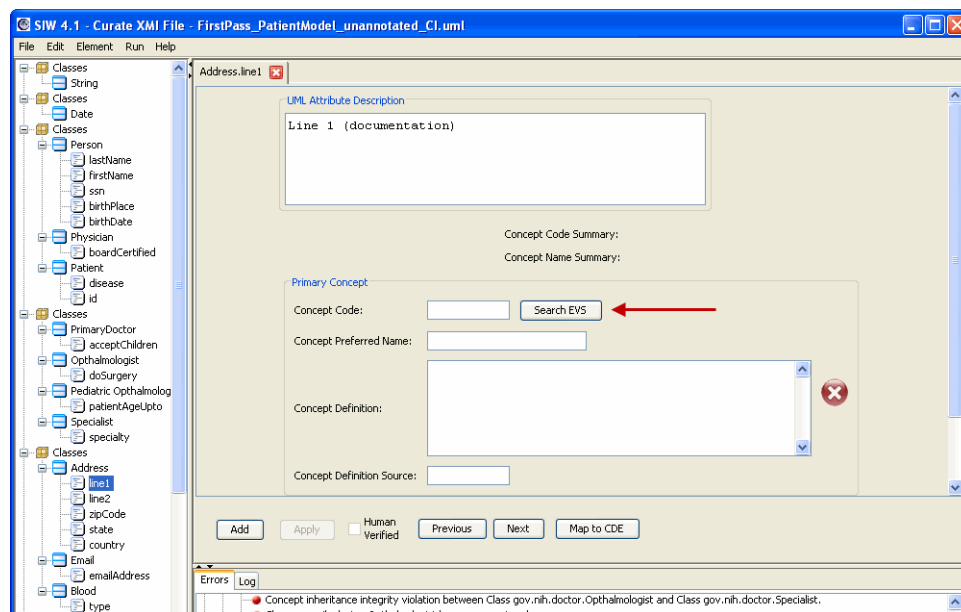 SIW 4.1 - Curate XMI File - FirstPass_PatientModel_unannotated_CI.uml
File Edit Element Run Help
Classes
String
Classes
Date
Classes
Person
lastName
firstName
ssn
birthPlace
birthDate
Physician
boardCertified
Patient
disease
id
Classes
PrimaryDoctor
acceptChildren
Opthalmologist
doSurgery
Pediatric Opthalmolog
patientAgeUpto
Specialist
specialty
Classes
Address
line1
line2
zipCode
state
country
Email
emailAddress
Blood
type
Address.line1
UML Attribute Description
Line 1 (documentation)
Concept Code Summary:
Concept Name Summary:
Primary Concept
Concept Code: Search EVS
Concept Preferred Name:
Concept Definition:
Concept Definition Source:
Add Apply Human Verified Previous Next Map to CDE
Errors Log
Concept inheritance integrity violation between Class gov.nih.doctor.Opthalmologist and Class gov.nih.doctor.Specialist.